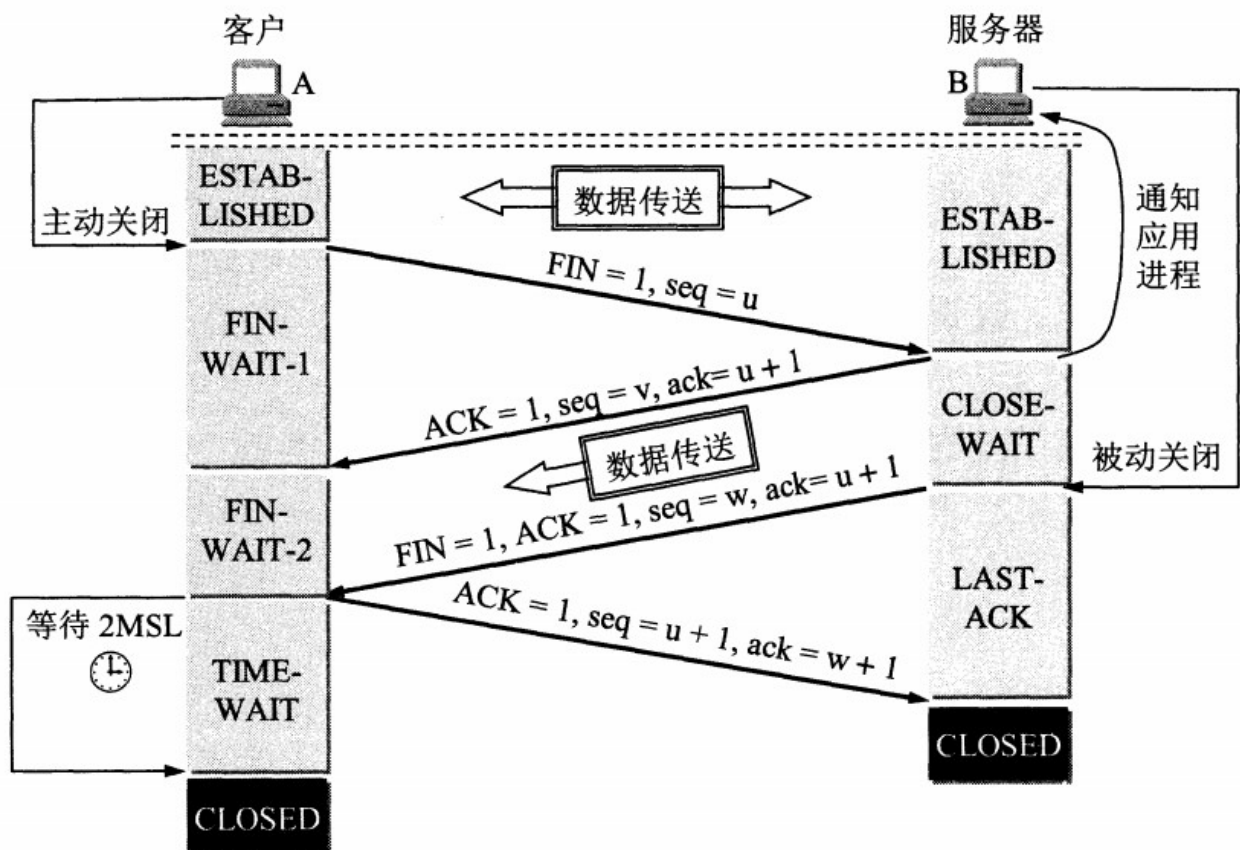 客户
服务器
A
B
ESTAB-
LISHED
数据传送
主动关闭
ESTAB-
LISHED
通知
应用
进程
FIN = 1, seq = u
FIN-
WAIT-1
ACK = 1, seq = v, ack= u + 1
CLOSE-
WAIT
数据传送
被动关闭
FIN-
WAIT-2
FIN = 1, ACK = 1, seq = w, ack= u + 1
LAST-
ACK
等待 2MSL
ACK = 1, seq = u + 1, ack = w + 1
TIME-
WAIT
CLOSED
CLOSED